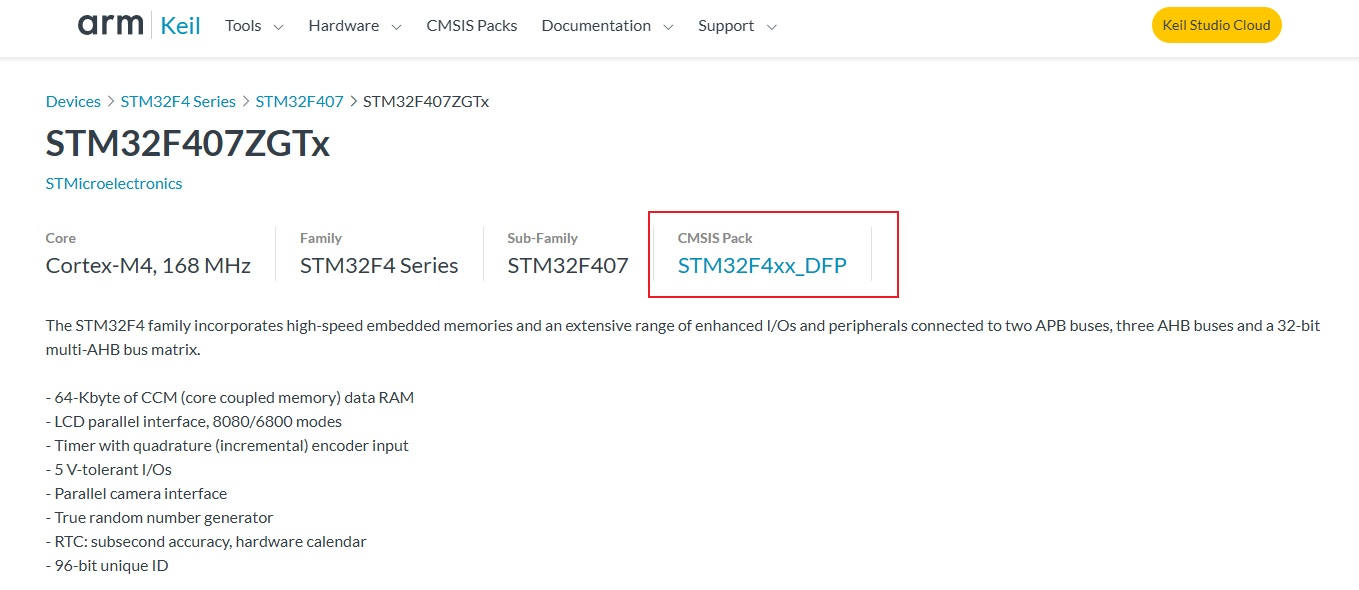 arm Keil Tools Hardware CMSIS Packs Documentation Support Keil Studio Cloud
Devices > STM32F4 Series > STM32F407 > STM32F407ZGTx
STM32F407ZGTx
STMicroelectronics
Core Family Sub-Family CMSIS Pack
Cortex-M4, 168 MHz STM32F4 Series STM32F407 STM32F4xx_DFP
The STM32F4 family incorporates high-speed embedded memories and an extensive range of enhanced I/Os and peripherals connected to two APB buses, three AHB buses and a 32-bit
multi-AHB bus matrix.
- 64-Kbyte of CCM (core coupled memory) data RAM
- LCD parallel interface, 8080/6800 modes
- Timer with quadrature (incremental) encoder input
- 5 V-tolerant I/Os
- Parallel camera interface
- True random number generator
- RTC: subsecond accuracy, hardware calendar
- 96-bit unique ID